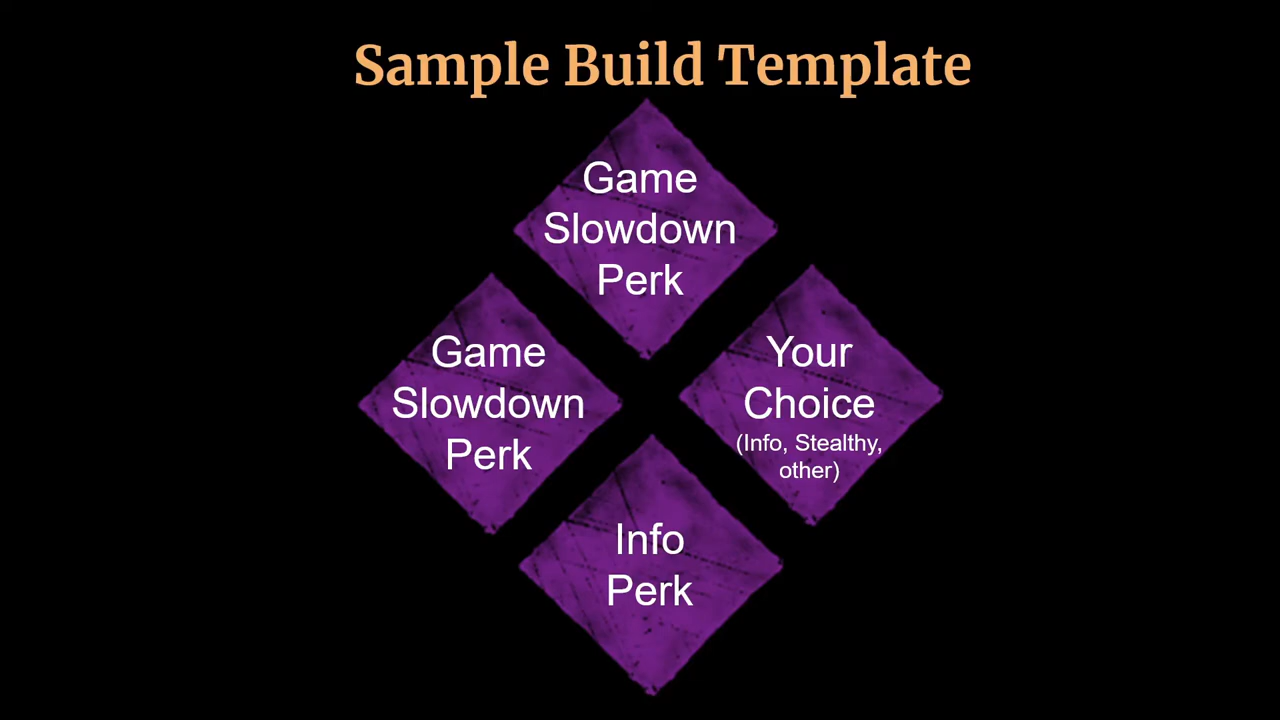 Sample Build Template
Game
Slowdown
Perk
Game
Slowdown
Perk
Your
Choice
(Info, Stealthy,
other)
Info
Perk